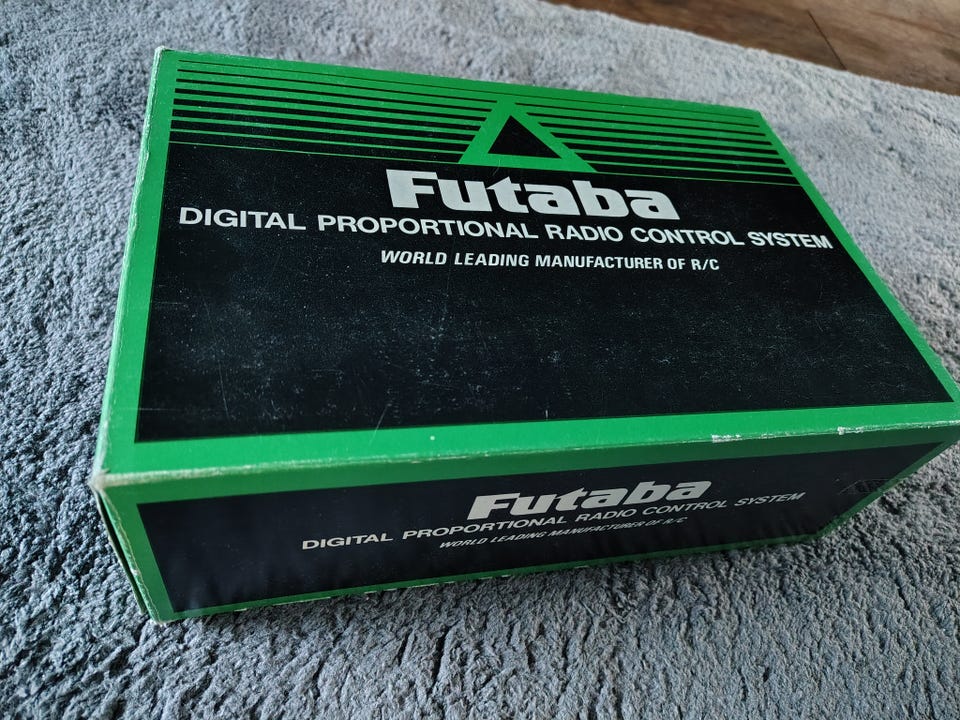 Futaba
DIGITAL PROPORTIONAL RADIO CONTROL SYSTEM
WORLD LEADING MANUFACTURER OF R/C
Futaba
DIGITAL PROPORTIONAL RADIO CONTROL SYSTEM
WORLD LEADING MANUFACTURER OF R/C